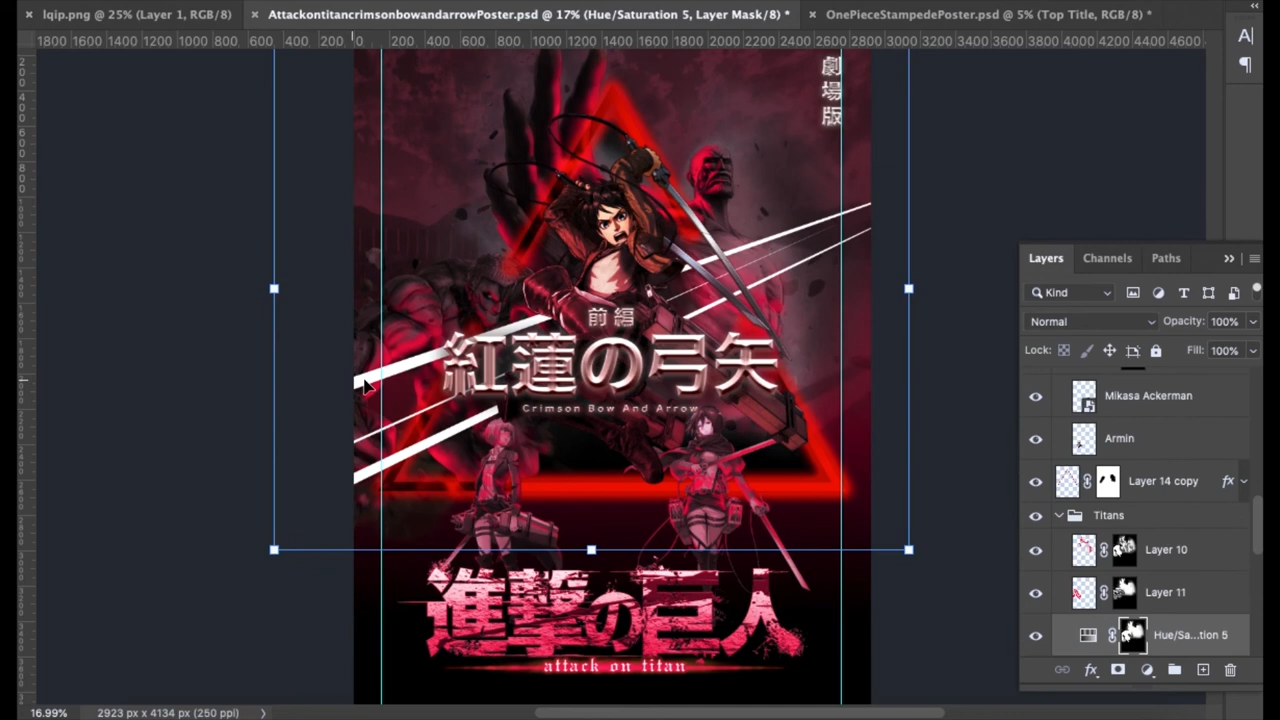 lqip.png @ 25% (Layer 1, RGB/8)
AttackontitancrimsonbowandarrowPoster.psd @ 17% (Hue/Saturation 5, Layer Mask/8) *
OnePieceStampedePoster.psd @ 5% (Top Title, RGB/8) *
1800 1600 1400 1200 1000 800 600 400 200 0 200 400 600 800 1000 1200 1400 1600 1800 2000 2200 2400 2600 2800 3000 3200 3400 3600 3800 4000 4200 4400 4600
劇場版
前編
紅蓮の弓矢
Crimson Bow And Arrow
進撃の巨人
attack on titan
Layers Channels Paths
Kind
Normal Opacity: 100%
Lock: Fill: 100%
Mikasa Ackerman
Armin
Layer 14 copy fx
Titans
Layer 10
Layer 11
Hue/Sa...tion 5
fx
16.99% 2923 px x 4134 px (250 ppi)